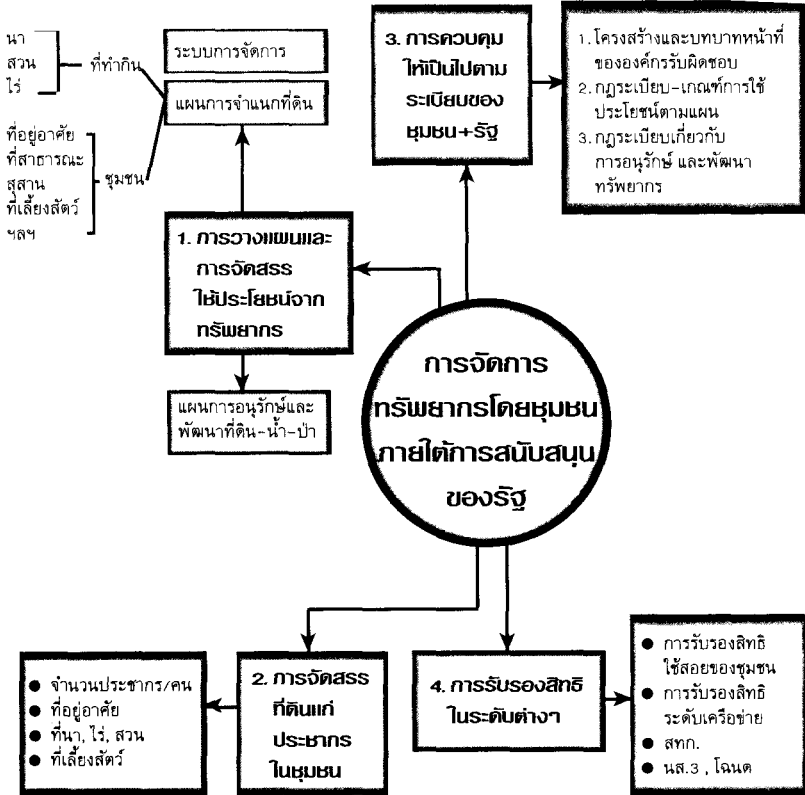 นา
สวน
ไร่
ที่ทำกิน
ที่อยู่อาศัย
ที่สาธารณะ
สุสาน
ที่เลี้ยงสัตว์
ฯลฯ
ชุมชน
ระบบการจัดการ
แผนการจำแนกที่ดิน
1. การวางแผนและ
การจัดสรร
ใช้ประโยชน์จาก
ทรัพยากร
แผนการอนุรักษ์และ
พัฒนาที่ดิน-น้ำ-ป่า
3. การควบคุม
ให้เป็นไปตาม
ระเบียบของ
ชุมชน+รัฐ
1. โครงสร้างและบทบาทหน้าที่
ขององค์กรรับผิดชอบ
2. กฎระเบียบ-เกณฑ์การใช้
ประโยชน์ตามแผน
3. กฎระเบียบเกี่ยวกับ
การอนุรักษ์ และพัฒนา
ทรัพยากร
การจัดการ
ทรัพยากรโดยชุมชน
ภายใต้การสนับสนุน
ของรัฐ
2. การจัดสรร
ที่ดินแก่
ประชากร
ในชุมชน
● จำนวนประชากร/คน
● ที่อยู่อาศัย
● ที่นา, ไร่, สวน
● ที่เลี้ยงสัตว์
4. การรับรองสิทธิ
ในระดับต่างๆ
● การรับรองสิทธิ
ใช้สอยของชุมชน
● การรับรองสิทธิ
ระดับเครือข่าย
● สทก.
● นส.3 , โฉนด